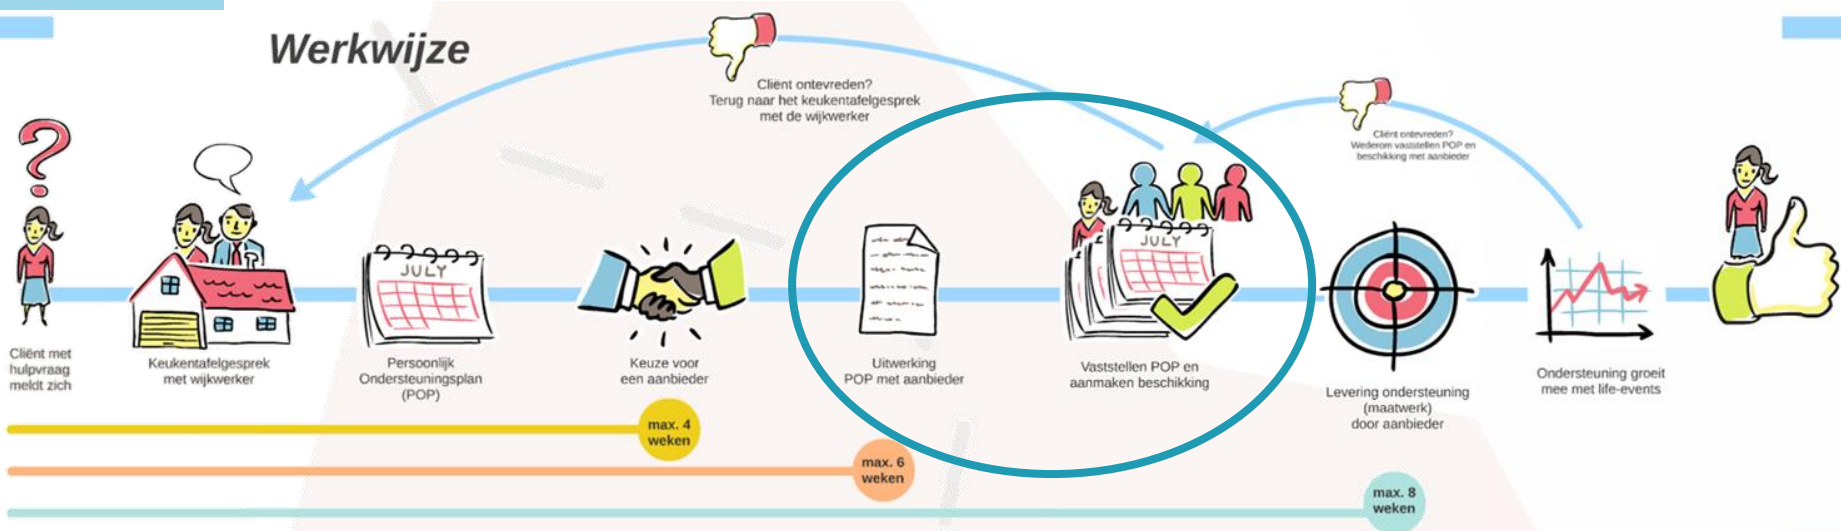 Werkwijze
Cliënt ontevreden?
Terug naar het keukentafelgesprek
met de wijkwerker
Cliënt ontevreden?
Wederom vaststellen POP en
beschikking met aanbieder
Cliënt met
hulpvraag
meldt zich
Keukentafelgesprek
met wijkwerker
JULY
Persoonlijk
Ondersteuningsplan
(POP)
Keuze voor
een aanbieder
Uitwerking
POP met aanbieder
JULY
Vaststellen POP en
aanmaken beschikking
Levering ondersteuning
(maatwerk)
door aanbieder
Ondersteuning groeit
mee met life-events
max. 4
weken
max. 6
weken
max. 8
weken